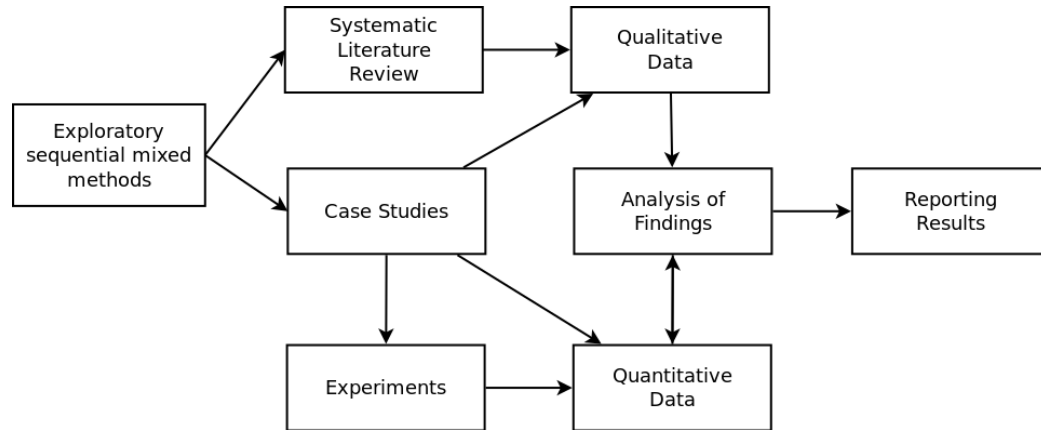 Systematic
Literature
Review
Qualitative
Data
Exploratory
sequential mixed
methods
Case Studies
Analysis of
Findings
Reporting
Results
Experiments
Quantitative
Data